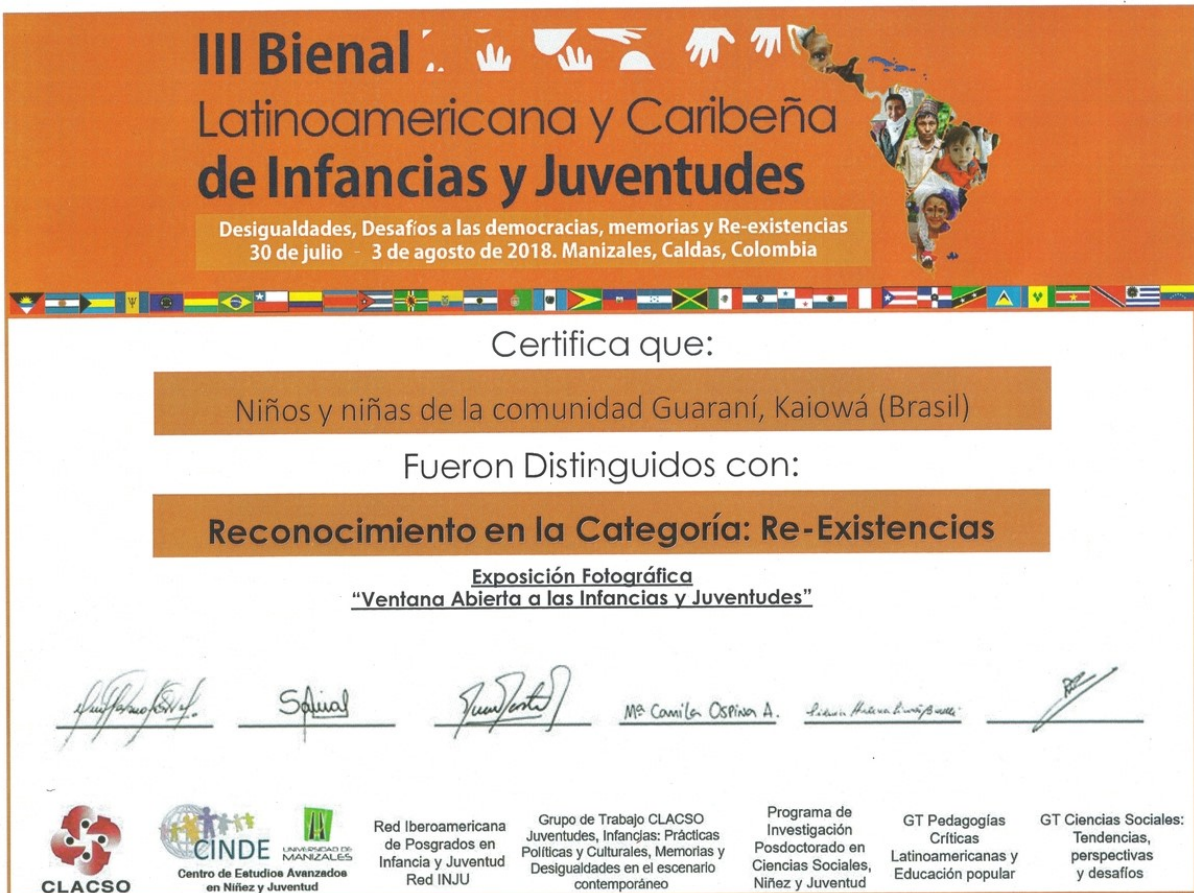 III Bienal
Latinoamericana y Caribeña
de Infancias y Juventudes
Desigualdades, Desafíos a las democracias, memorias y Re-existencias
30 de julio - 3 de agosto de 2018. Manizales, Caldas, Colombia
Certifica que:
Niños y niñas de la comunidad Guaraní, Kaiowá (Brasil)
Fueron Distinguidos con:
Reconocimiento en la Categoría: Re-Existencias
Exposición Fotográfica
“Ventana Abierta a las Infancias y Juventudes”
Mª Camila Ospina A.
CLACSO
CINDE
UNIVERSIDAD DE
MANIZALES
Centro de Estudios Avanzados
en Niñez y Juventud
Red Iberoamericana
de Posgrados en
Infancia y Juventud
Red INJU
Grupo de Trabajo CLACSO
Juventudes, Infancias: Prácticas
Políticas y Culturales, Memorias y
Desigualdades en el escenario
contemporáneo
Programa de
Investigación
Posdoctorado en
Ciencias Sociales,
Niñez y Juventud
GT Pedagogías
Críticas
Latinoamericanas y
Educación popular
GT Ciencias Sociales:
Tendencias,
perspectivas
y desafíos